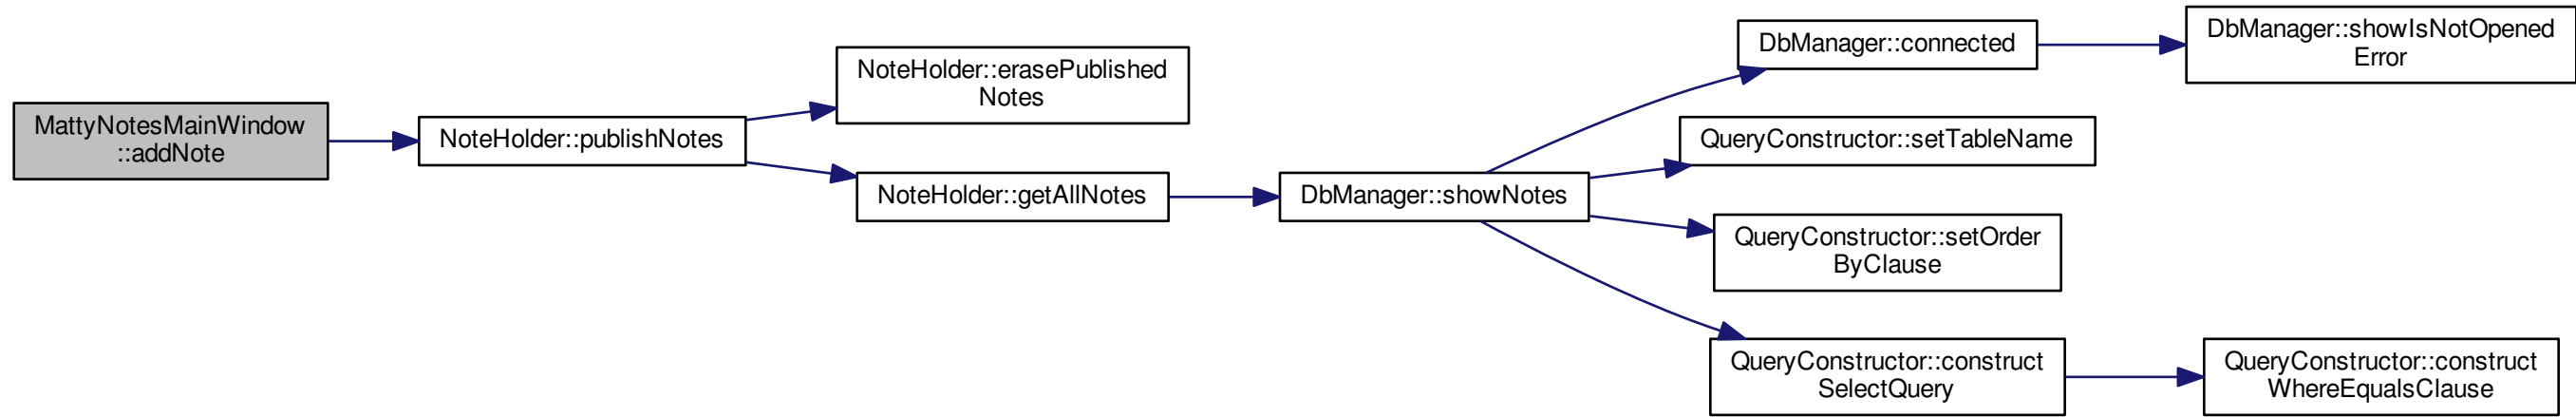 MattyNotesMainWindow
::addNote
NoteHolder::publishNotes
NoteHolder::erasePublished
Notes
NoteHolder::getAllNotes
DbManager::showNotes
DbManager::connected
DbManager::showIsNotOpened
Error
QueryConstructor::setTableName
QueryConstructor::setOrder
ByClause
QueryConstructor::construct
SelectQuery
QueryConstructor::construct
WhereEqualsClause